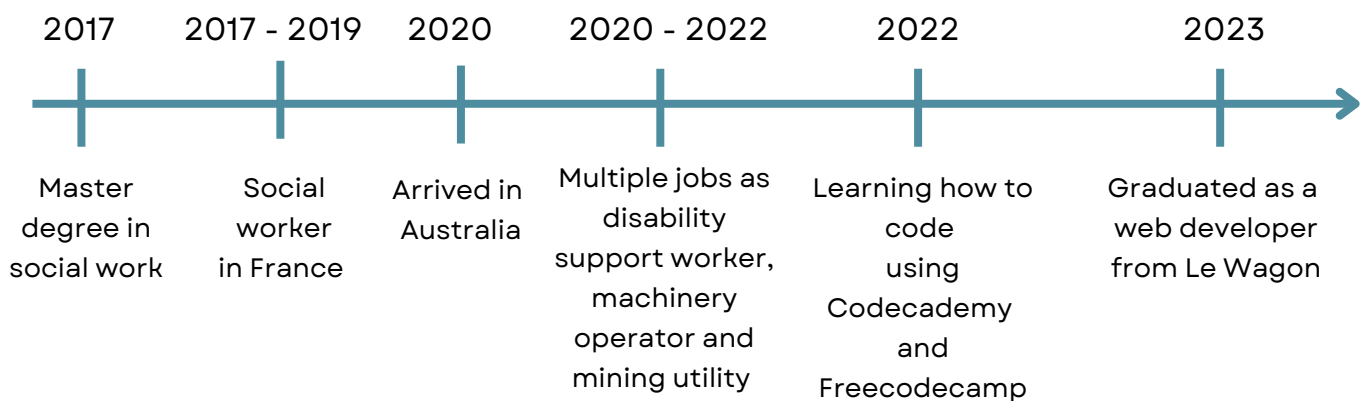 2017
2017 - 2019
2020
2020 - 2022
2022
2023
Master
degree in
social work
Social
worker
in France
Arrived in
Australia
Multiple jobs as
disability
support worker,
machinery
operator and
mining utility
Learning how to
code
using
Codecademy
and
Freecodecamp
Graduated as a
web developer
from Le Wagon